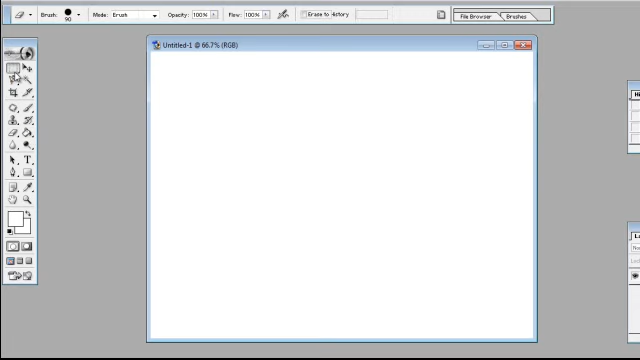 Brush: 90 Mode: Brush Opacity: 100% Flow: 100% Erase to History File Browser Brushes
Untitled-1 @ 66.7% (RGB)
T